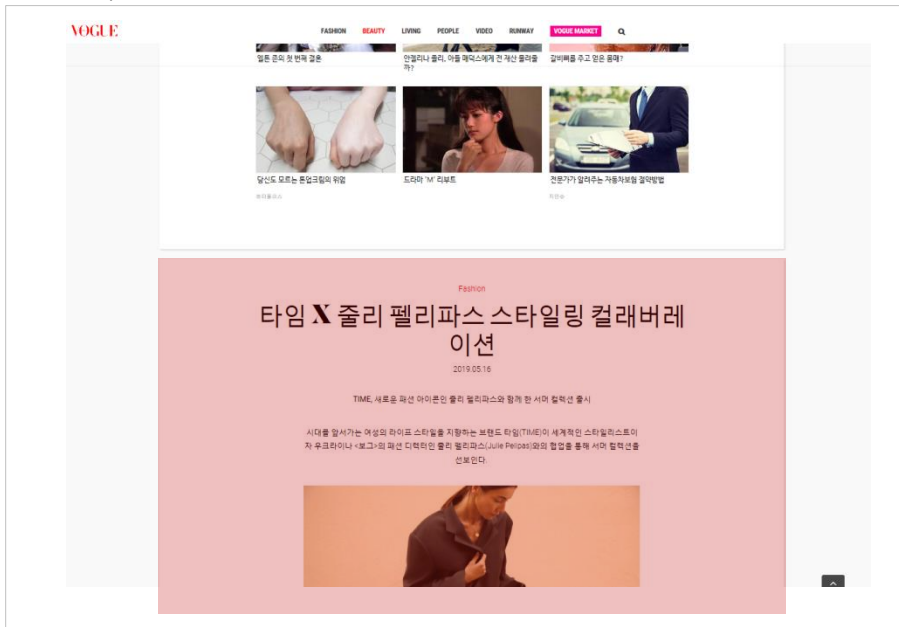 VOGUE
FASHION BEAUTY LIVING PEOPLE VIDEO RUNWAY VOGUE MARKET
엘튼 존의 첫 번째 결혼
안젤리나 졸리, 아들 매덕스에게 전 재산 물려줄
까?
갈비뼈를 주고 얻은 몸매?
당신도 모르는 톤업크림의 위엄
드라마 'M' 리부트
전문가가 알려주는 자동차보험 절약방법
Fashion
타임 X 줄리 펠리파스 스타일링 컬래버레
이션
2019.05.16
TIME, 새로운 패션 아이콘인 줄리 펠리파스와 함께 한 서머 컬렉션 출시
시대를 앞서가는 여성의 라이프 스타일을 지향하는 브랜드 타임(TIME)이 세계적인 스타일리스트이
자 우크라이나 <보그>의 패션 디렉터인 줄리 펠리파스(Julie Pelipas)와의 협업을 통해 서머 컬렉션을
선보인다.